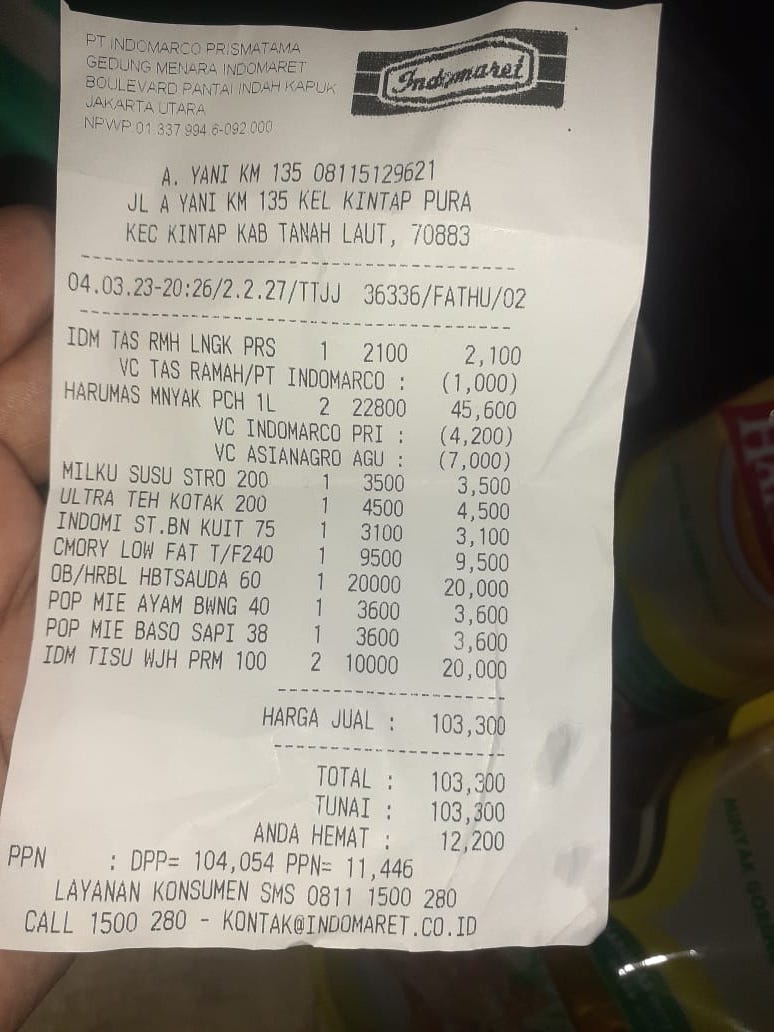 PT INDOMARCO PRISMATAMA
GEDUNG MENARA INDOMARET
BOULEVARD PANTAI INDAH KAPUK
JAKARTA UTARA
NPWP:01.337.994.6-092.000
Indomaret
A. YANI KM 135 08115129621
JL A YANI KM 135 KEL KINTAP PURA
KEC KINTAP KAB TANAH LAUT, 70883
04.03.23-20:26/2.2.27/TTJJ 36336/FATHU/02
IDM TAS RMH LNGK PRS 1 2100 2,100
VC TAS RAMAH/PT INDOMARCO : (1,000)
HARUMAS MNYAK PCH 1L 2 22800 45,600
VC INDOMARCO PRI : (4,200)
VC ASIANAGRO AGU : (7,000)
MILKU SUSU STRO 200 1 3500 3,500
ULTRA TEH KOTAK 200 1 4500 4,500
INDOMI ST.BN KUIT 75 1 3100 3,100
CMORY LOW FAT T/F240 1 9500 9,500
OB/HRBL HBTSAUDA 60 1 20000 20,000
POP MIE AYAM BWNG 40 1 3600 3,600
POP MIE BASO SAPI 38 1 3600 3,600
IDM TISU WJH PRM 100 2 10000 20,000
HARGA JUAL : 103,300
TOTAL : 103,300
TUNAI : 103,300
ANDA HEMAT : 12,200
PPN : DPP= 104,054 PPN= 11,446
LAYANAN KONSUMEN SMS 0811 1500 280
CALL 1500 280 - KONTAK@INDOMARET.CO.ID
MINYAK